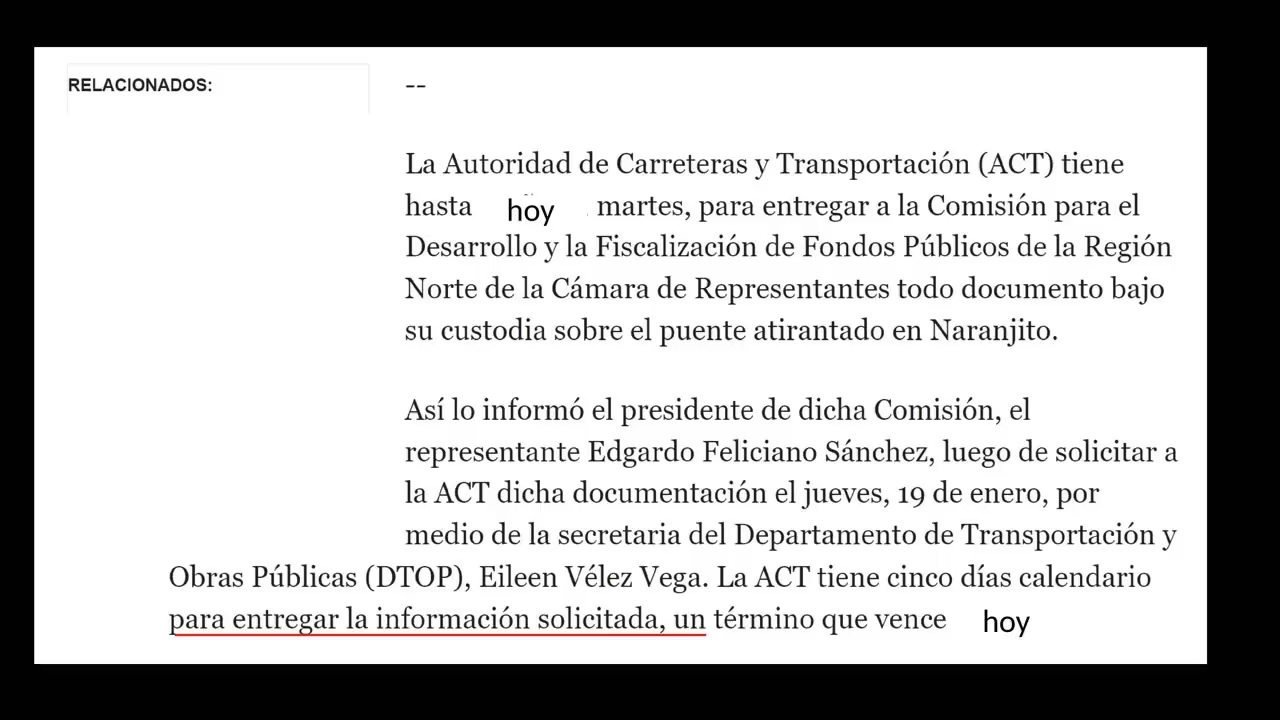 RELACIONADOS:
--
La Autoridad de Carreteras y Transportación (ACT) tiene
hasta hoy martes, para entregar a la Comisión para el
Desarrollo y la Fiscalización de Fondos Públicos de la Región
Norte de la Cámara de Representantes todo documento bajo
su custodia sobre el puente atirantado en Naranjito.
Así lo informó el presidente de dicha Comisión, el
representante Edgardo Feliciano Sánchez, luego de solicitar a
la ACT dicha documentación el jueves, 19 de enero, por
medio de la secretaria del Departamento de Transportación y
Obras Públicas (DTOP), Eileen Vélez Vega. La ACT tiene cinco días calendario
para entregar la información solicitada, un término que vence hoy